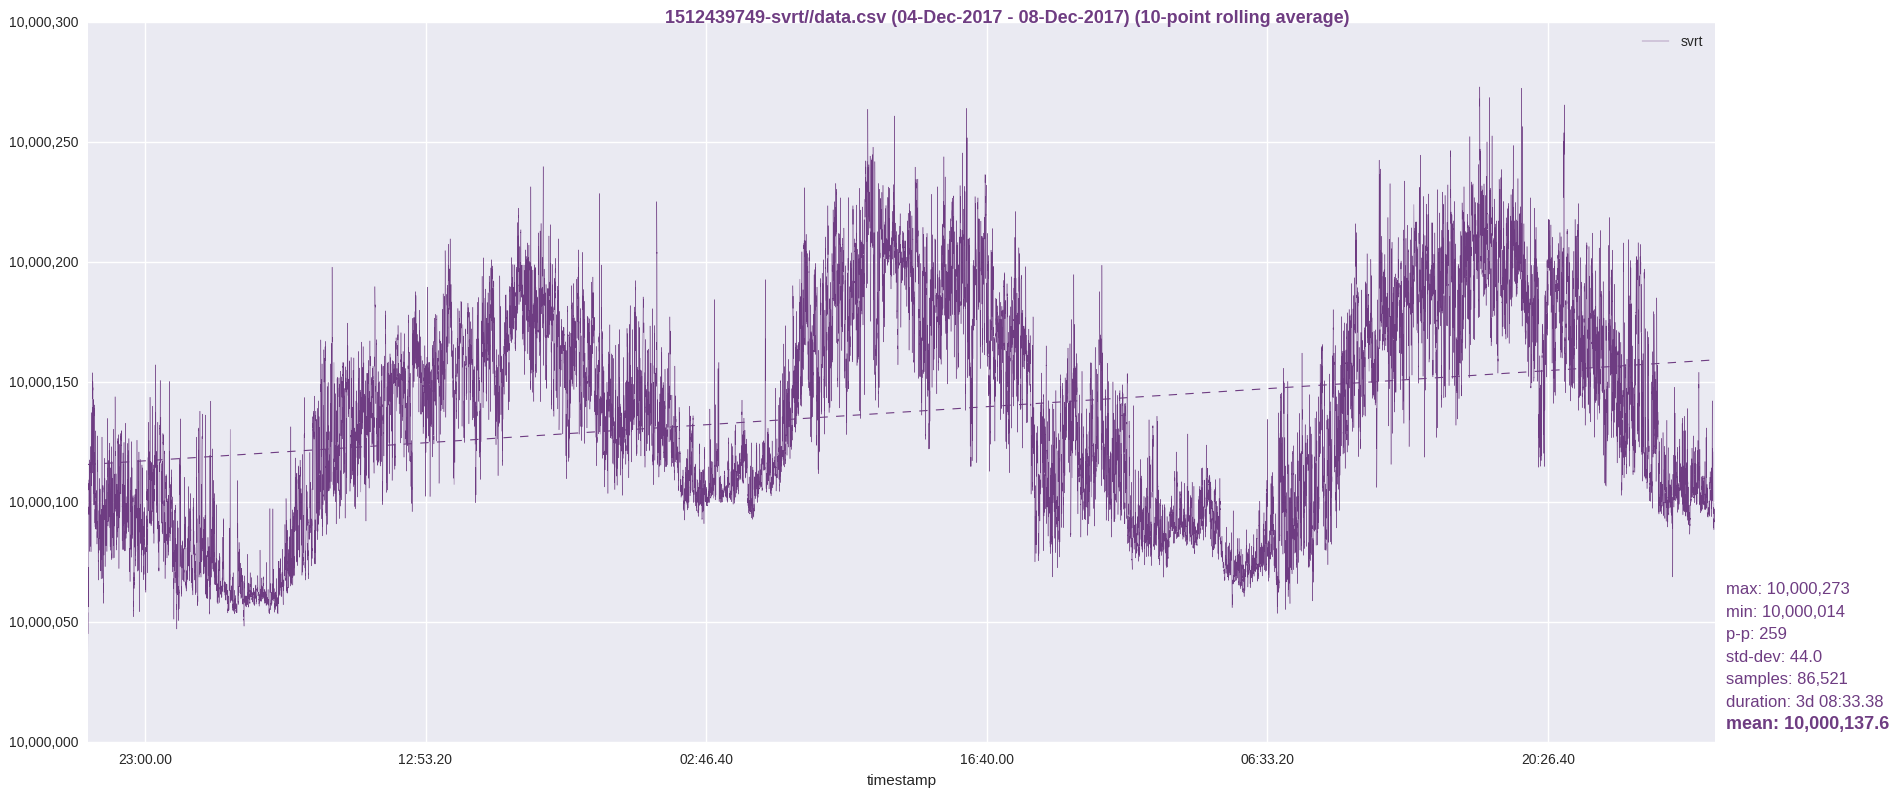 1512439749-svrt//data.csv (04-Dec-2017 - 08-Dec-2017) (10-point rolling average)
svrt
10,000,300
10,000,250
10,000,200
10,000,150
10,000,100
10,000,050
10,000,000
23:00.00
12:53.20
02:46.40
16:40.00
06:33.20
20:26.40
timestamp
max: 10,000,273
min: 10,000,014
p-p: 259
std-dev: 44.0
samples: 86,521
duration: 3d 08:33.38
mean: 10,000,137.6